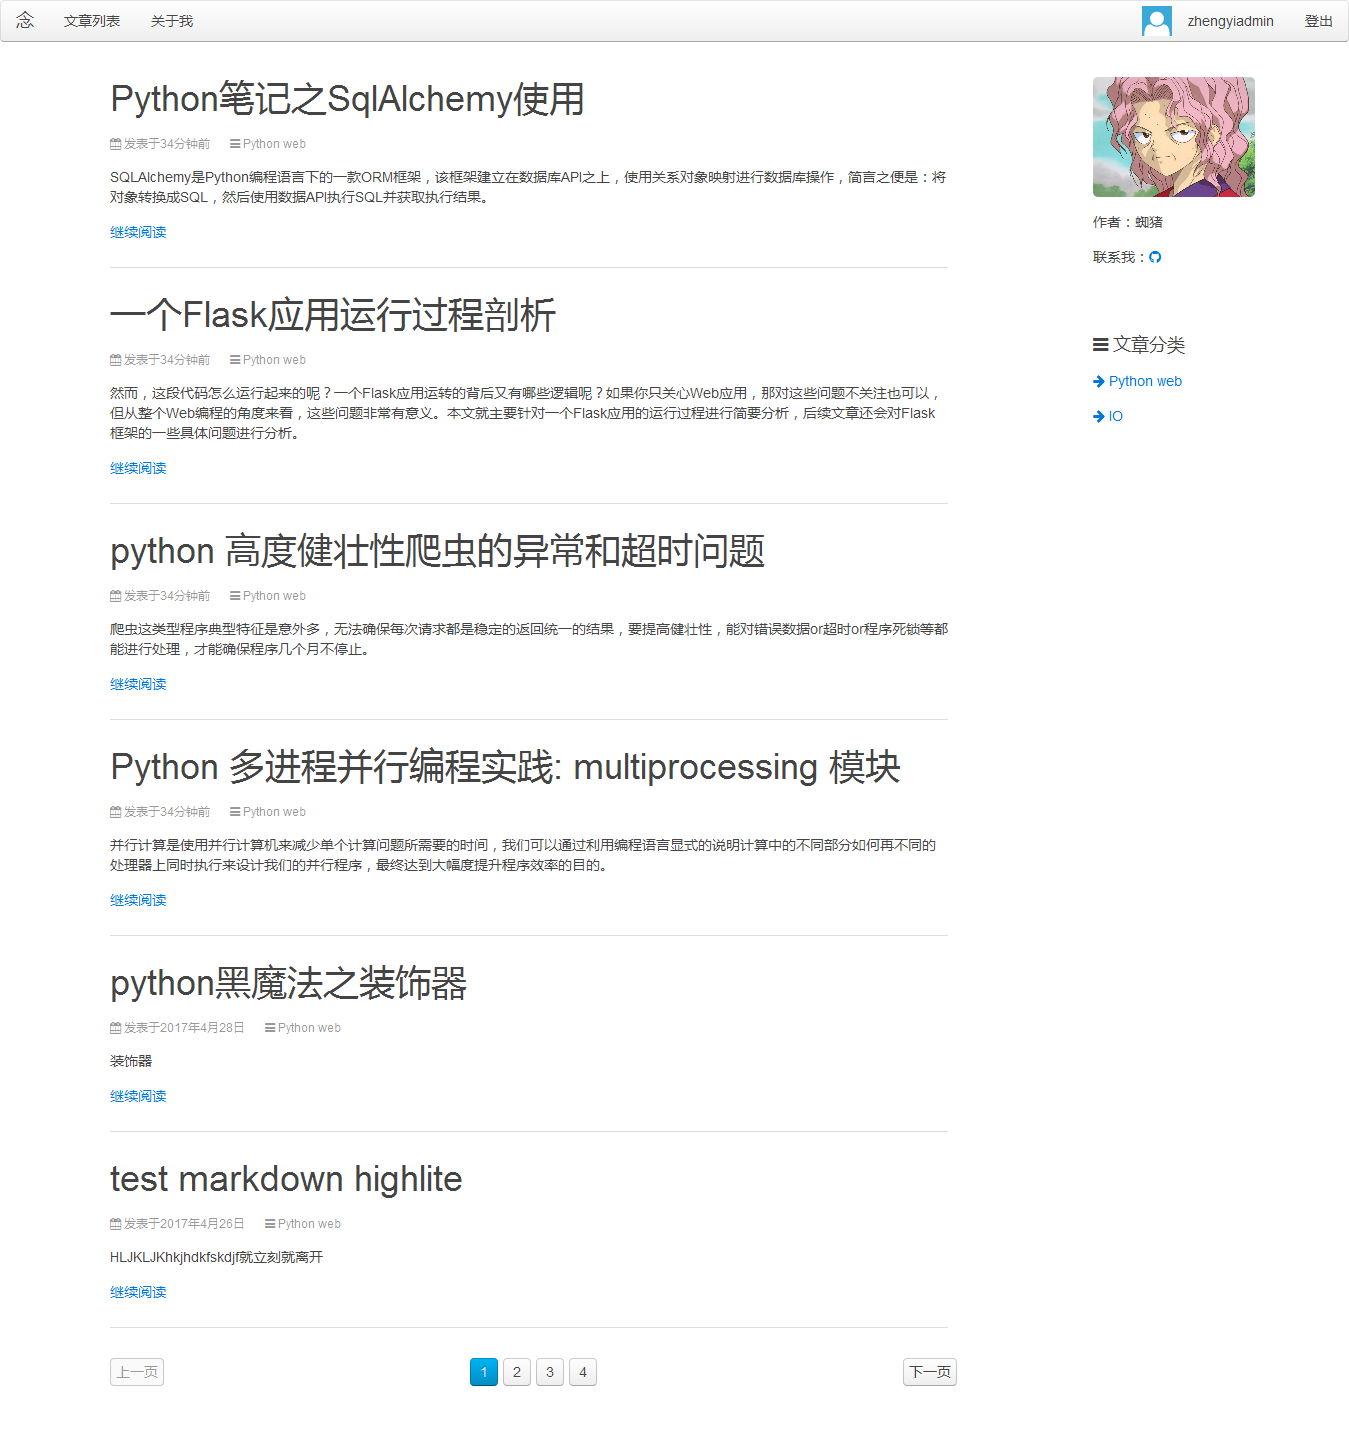 念 文章列表 关于我 zhengyiadmin 登出
Python笔记之SqlAlchemy使用
发表于34分钟前 Python web
SQLAlchemy是Python编程语言下的一款ORM框架，该框架建立在数据库API之上，使用关系对象映射进行数据库操作，简言之便是：将
对象转换成SQL，然后使用数据API执行SQL并获取执行结果。
继续阅读
一个Flask应用运行过程剖析
发表于34分钟前 Python web
然而，这段代码怎么运行起来的呢？一个Flask应用运转的背后又有哪些逻辑呢？如果你只关心Web应用，那对这些问题不关注也可以，
但从整个Web编程的角度来看，这些问题非常有意义。本文就主要针对一个Flask应用的运行过程进行简要分析，后续文章还会对Flask
框架的一些具体问题进行分析。
继续阅读
python 高度健壮性爬虫的异常和超时问题
发表于34分钟前 Python web
爬虫这类型程序典型特征是意外多，无法确保每次请求都是稳定的返回统一的结果，要提高健壮性，能对错误数据or超时or程序死锁等都
能进行处理，才能确保程序几个月不停止。
继续阅读
Python 多进程并行编程实践: multiprocessing 模块
发表于34分钟前 Python web
并行计算是使用并行计算机来减少单个计算问题所需要的时间，我们可以通过利用编程语言显式的说明计算中的不同部分如何再不同的
处理器上同时执行来设计我们的并行程序，最终达到大幅度提升程序效率的目的。
继续阅读
python黑魔法之装饰器
发表于2017年4月28日 Python web
装饰器
继续阅读
test markdown highlite
发表于2017年4月26日 Python web
HLJKLJKhkjhdkfskdjf就立刻就离开
继续阅读
上一页 1 2 3 4 下一页
作者：蜘猪
联系我：
文章分类
Python web
IO